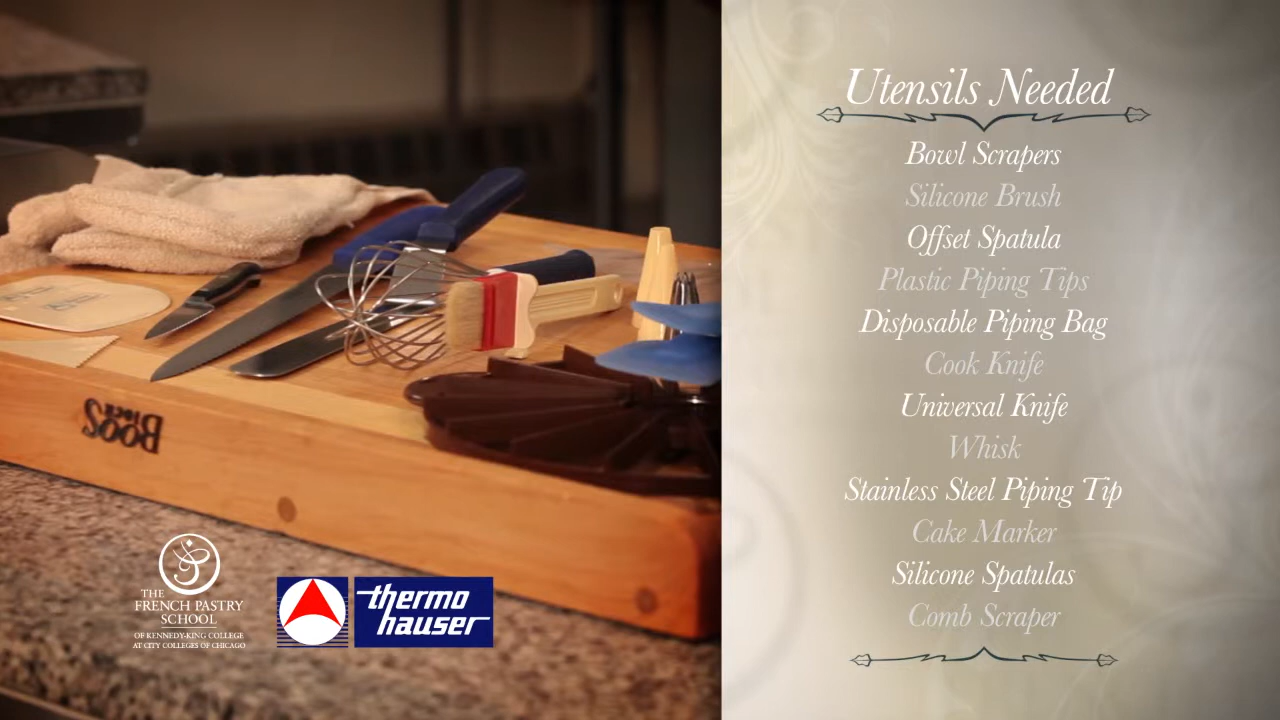 Utensils Needed
Bowl Scrapers
Silicone Brush
Offset Spatula
Plastic Piping Tips
Disposable Piping Bag
Cook Knife
Universal Knife
Whisk
Stainless Steel Piping Tip
Cake Marker
Silicone Spatulas
Comb Scraper
BOOS
Block
THE
FRENCH PASTRY
SCHOOL
OF KENNEDY-KING COLLEGE
AT CITY COLLEGES OF CHICAGO
thermo
hauser